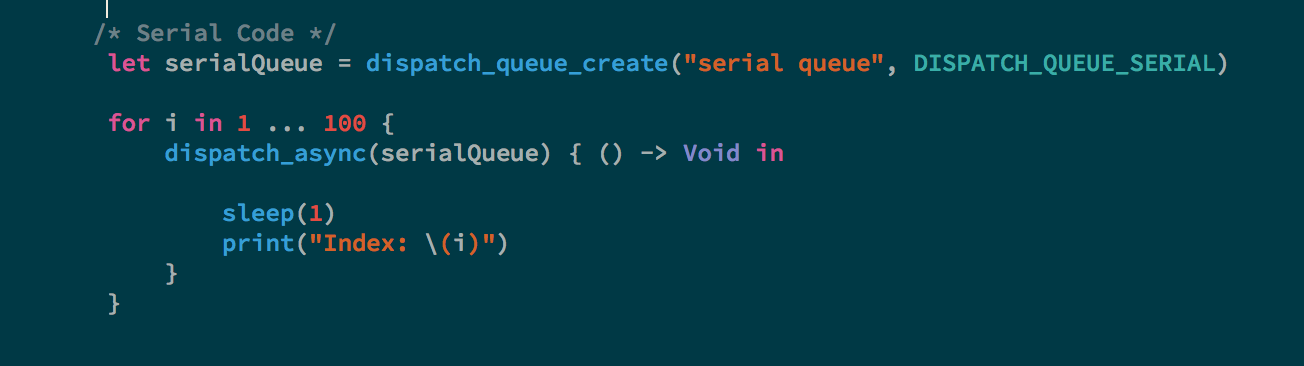 /* Serial Code */
let serialQueue = dispatch_queue_create("serial queue", DISPATCH_QUEUE_SERIAL)
for i in 1 ... 100 {
dispatch_async(serialQueue) { () -> Void in
sleep(1)
print("Index: \(i)")
}
}